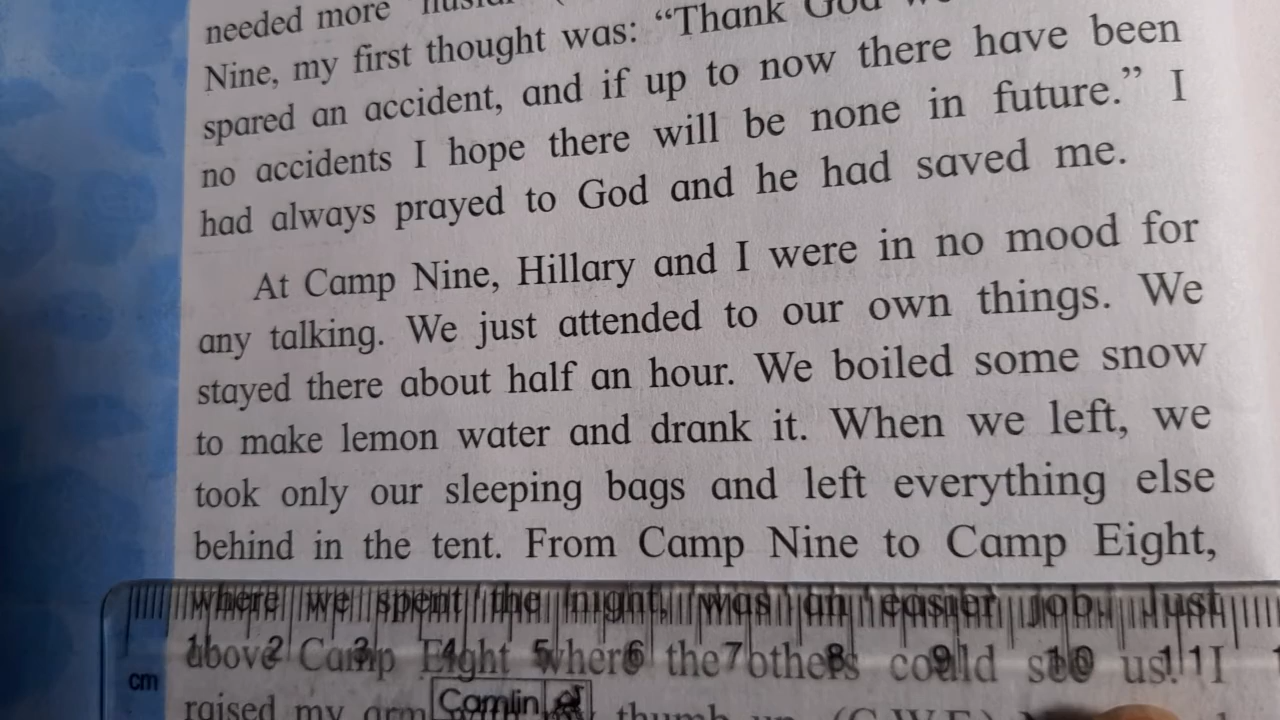 needed more
Nine, my first thought was: “Thank God
spared an accident, and if up to now there have been
no accidents I hope there will be none in future.” I
had always prayed to God and he had saved me.
At Camp Nine, Hillary and I were in no mood for
any talking. We just attended to our own things. We
stayed there about half an hour. We boiled some snow
to make lemon water and drank it. When we left, we
took only our sleeping bags and left everything else
behind in the tent. From Camp Nine to Camp Eight,
where we spent the night, was an easier job. Just
1 2 3 4 5 6 7 8 9 10 11
above Camp Eight where the others could see us! I
cm
Camlin
raised my arm thumb up